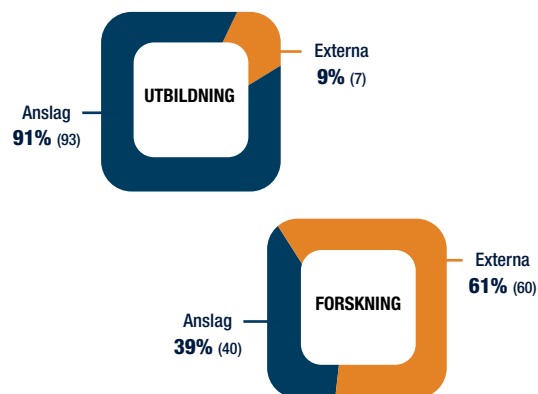 Externa
9% (7)
UTBILDNING
Anslag
91% (93)
Externa
61% (60)
FORSKNING
Anslag
39% (40)